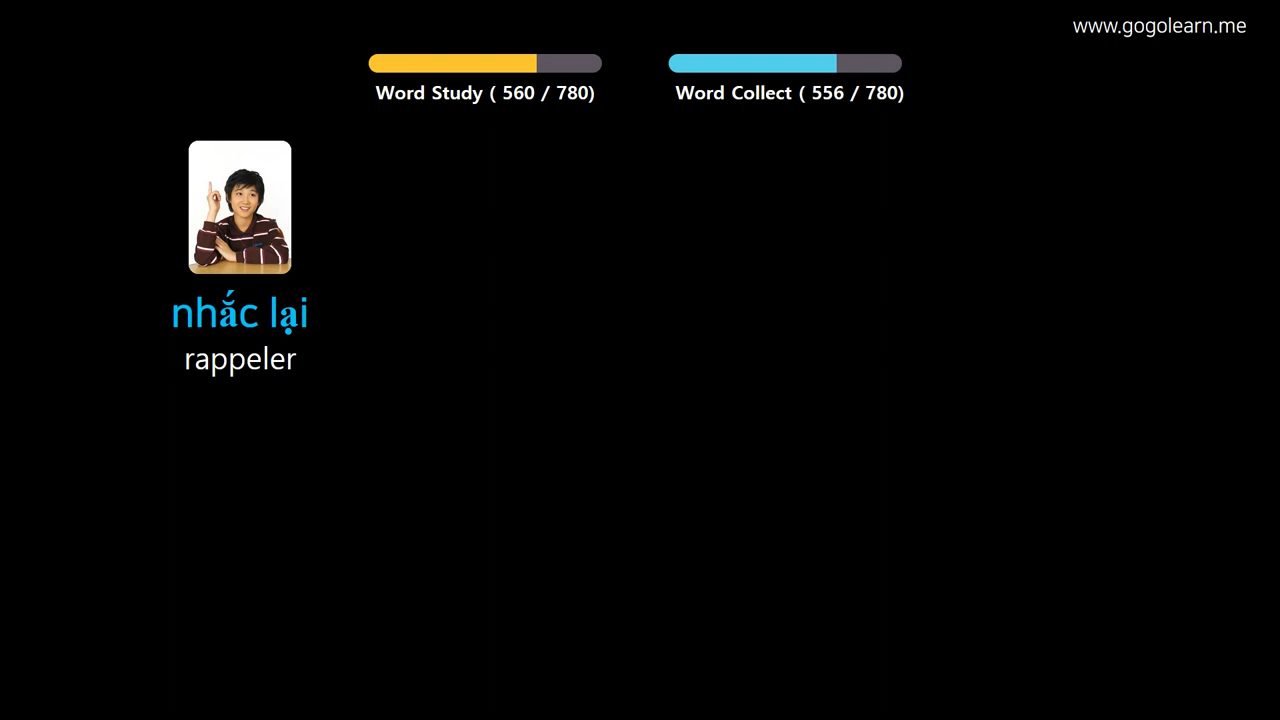 www.gogolearn.me
Word Study ( 560 / 780)
Word Collect ( 556 / 780)
nhắc lại
rappeler